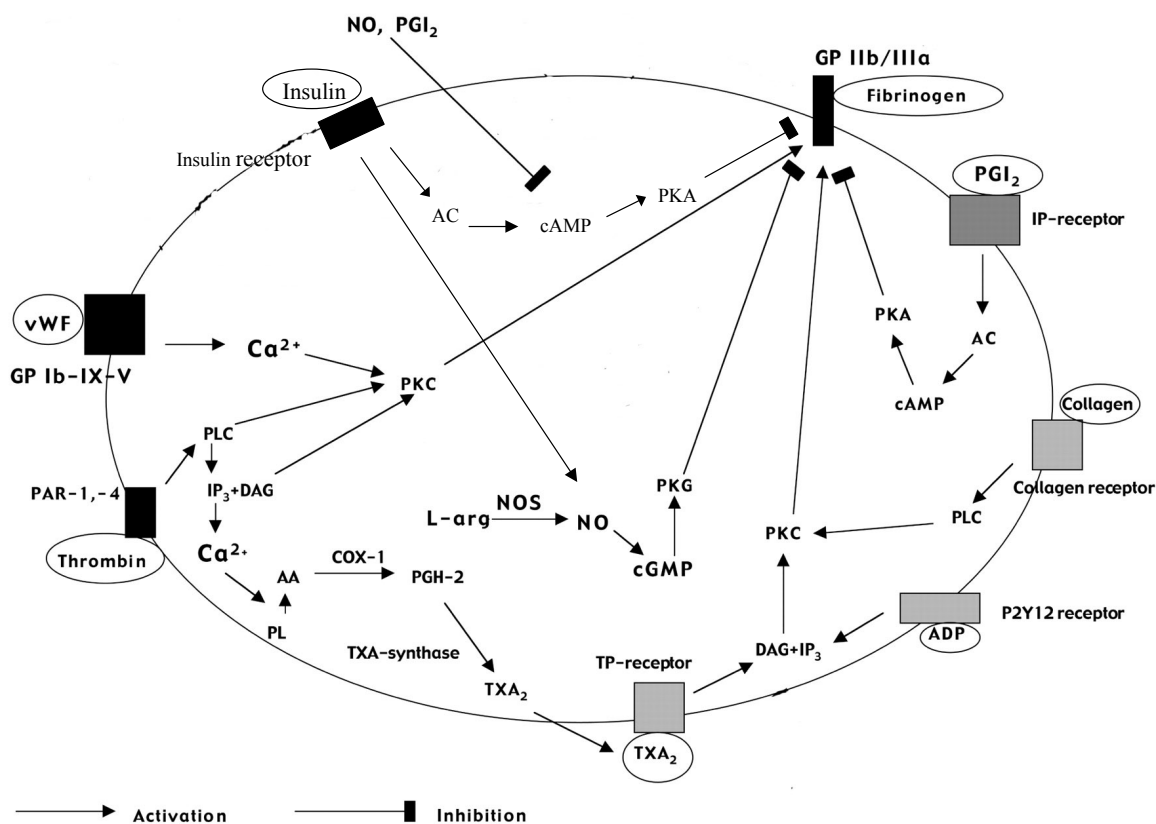 NO, PGI₂
GP IIb/IIIa
Insulin
Fibrinogen
Insulin receptor
PGI₂
AC
cAMP
PKA
IP-receptor
vWF
GP Ib-IX-V
Ca²⁺
PKC
PKA
AC
cAMP
Collagen
Collagen receptor
PLC
PAR-1,-4
IP₃+DAG
Thrombin
Ca²⁺
L-arg
NOS
NO
PKG
cGMP
PKC
PLC
AA
COX-1
PGH-2
PL
TXA-synthase
TXA₂
TP-receptor
TXA₂
DAG+IP₃
P2Y12 receptor
ADP
Activation
Inhibition